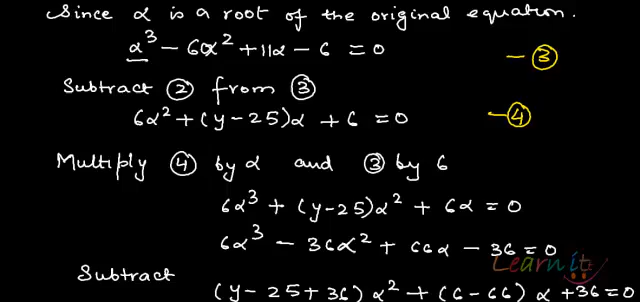 Since α is a root of the original equation.
α³ - 6α² + 11α - 6 = 0 - ③
Subtract ② from ③
6α² + (y - 25)α + 6 = 0 - ④
Multiply ④ by α and ③ by 6
6α³ + (y - 25)α² + 6α = 0
6α³ - 36α² + 66α - 36 = 0
Learnit
Subtract
(y - 25 + 36)α² + (6 - 66)α + 36 = 0